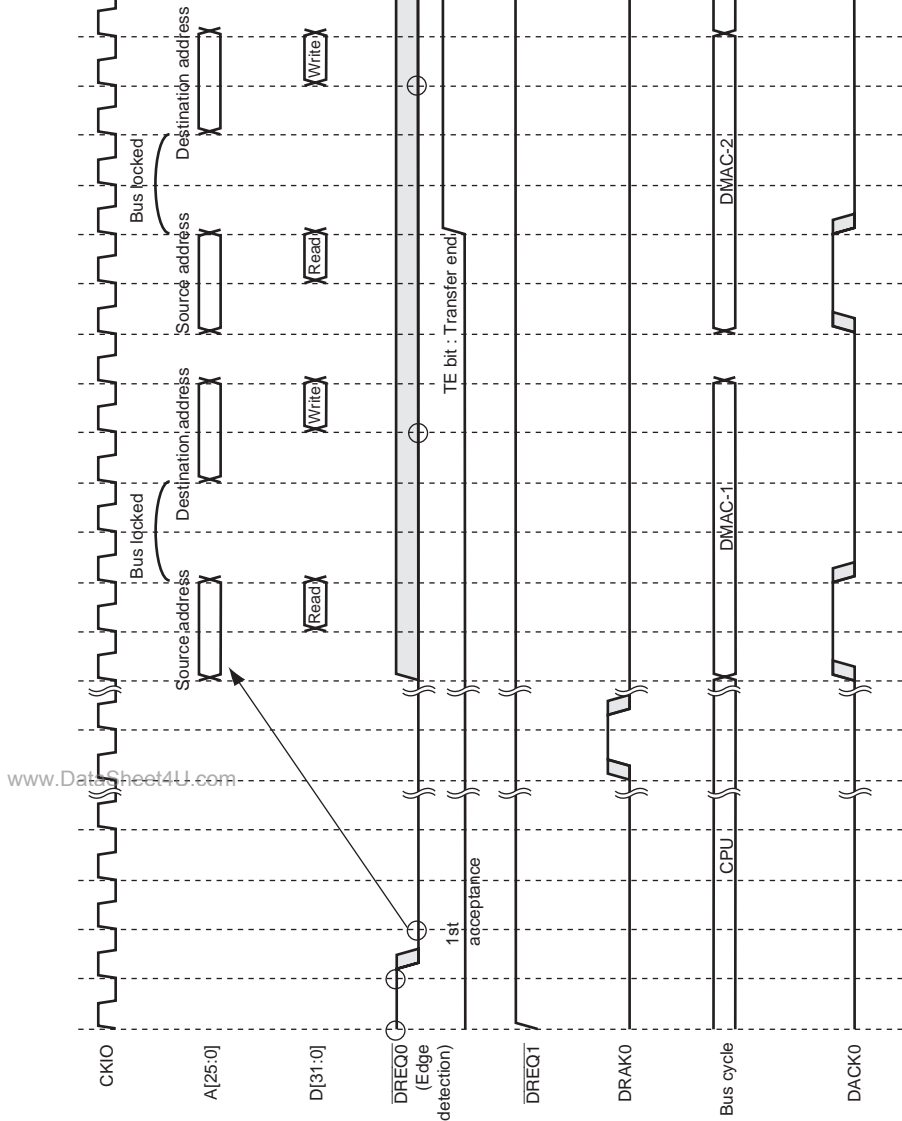 CKIO
Bus locked
Bus locked
A[25:0]
Source address
Destination address
Source address
Destination address
D[31:0]
Read
Write
Read
Write
DREQ0
(Edge
detection)
1st
acceptance
TE bit : Transfer end
DREQ1
DRAK0
Bus cycle
CPU
DMAC-1
DMAC-2
DACK0
www.DataSheet4U.com